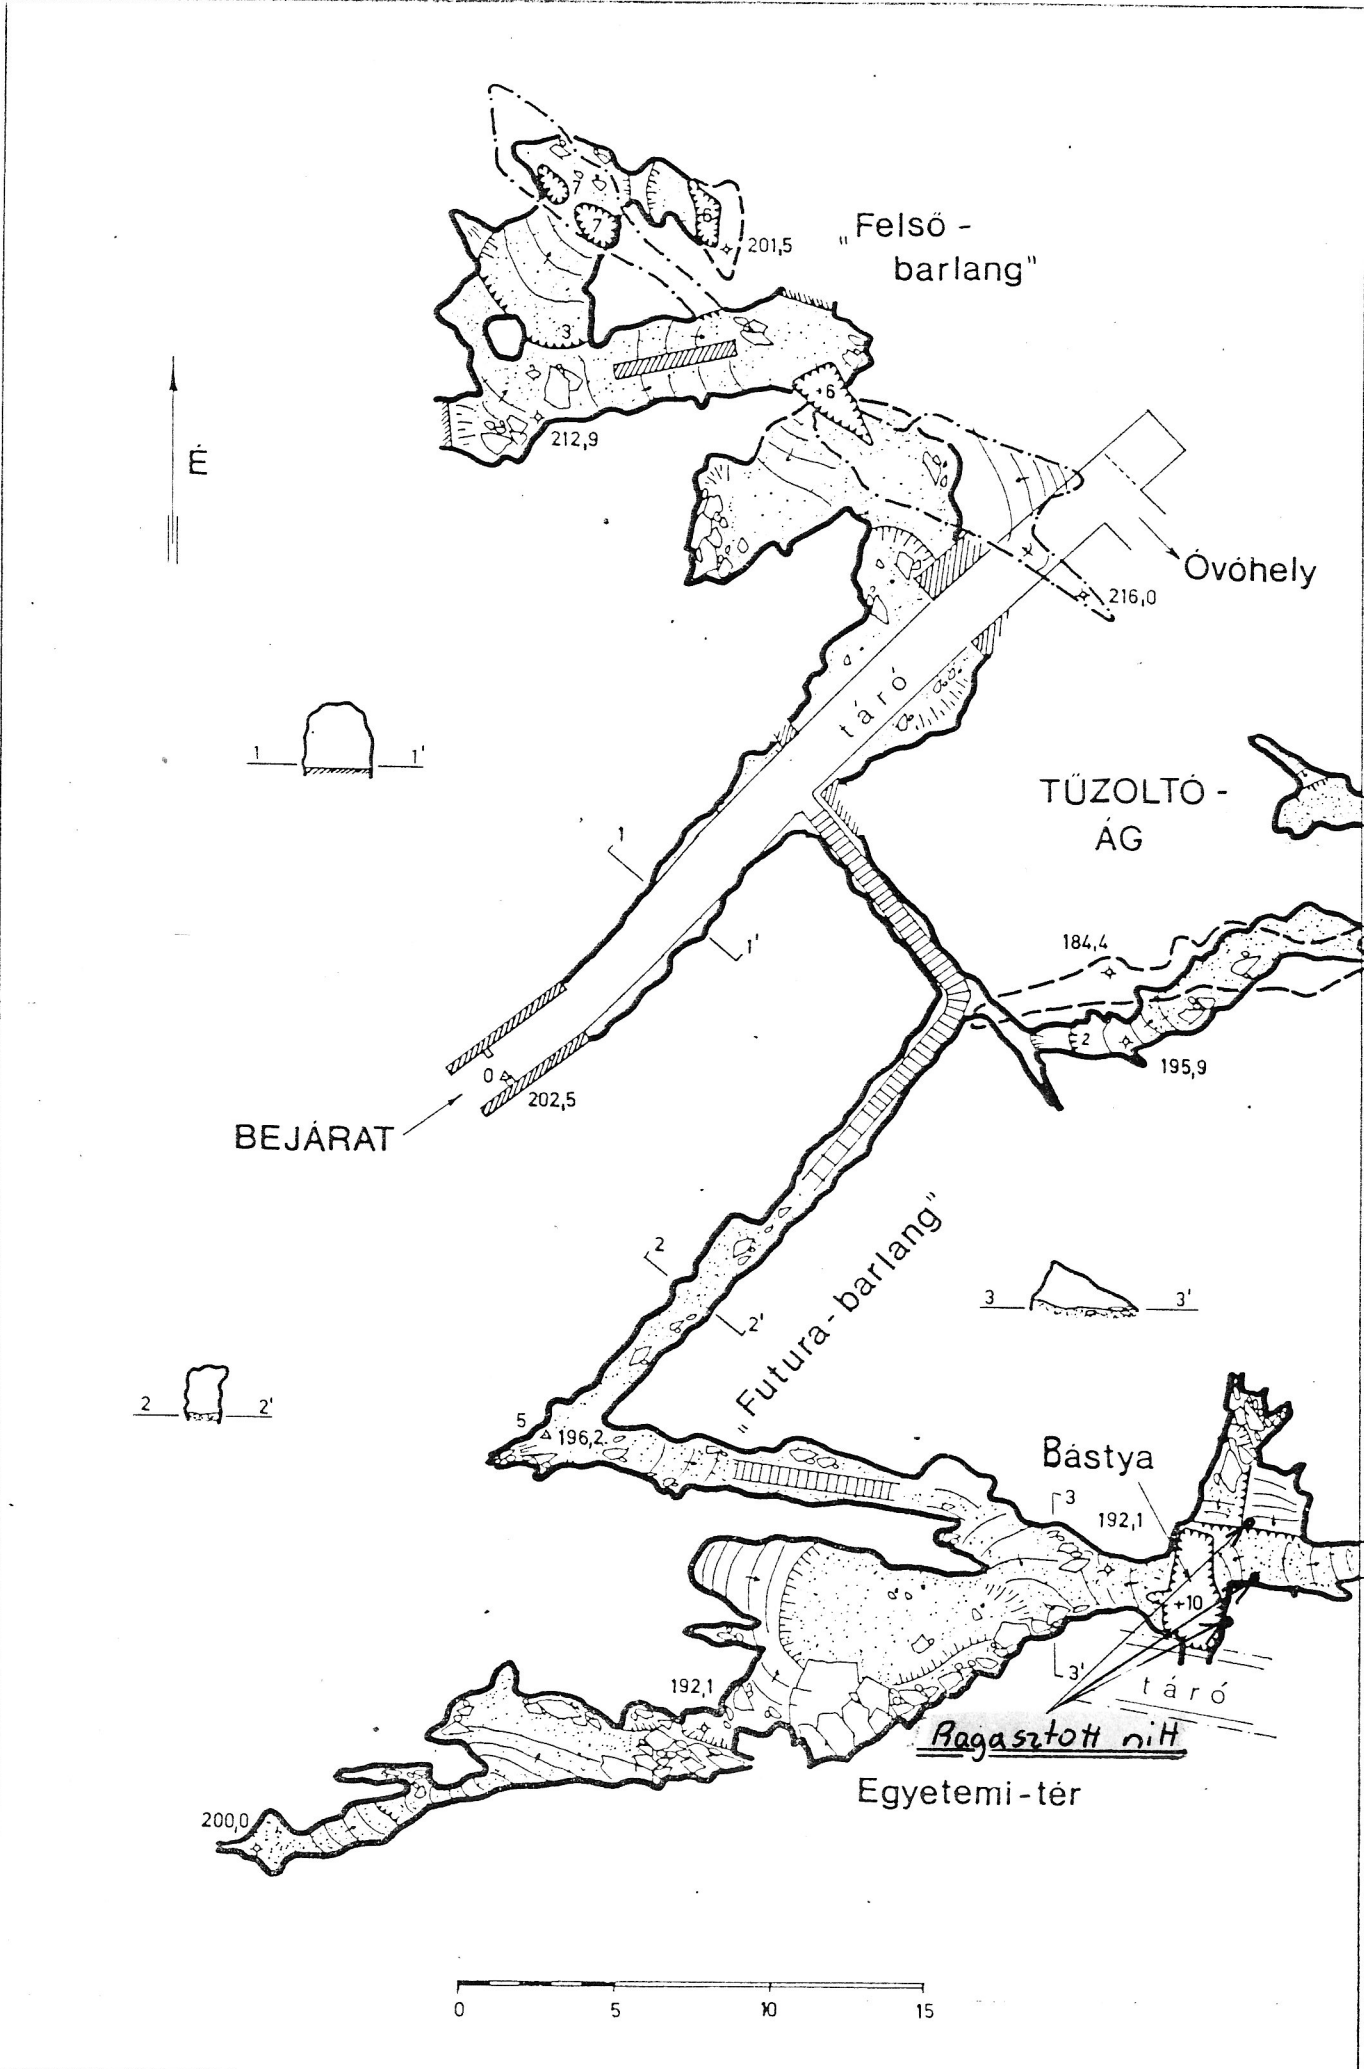 7
7
6
201,5
„Felső -
barlang"
3
+6
212,9
É
Óvóhely
216,0
táró
1 1'
TŰZOLTÓ -
ÁG
1
1'
184,4
2
195,9
0
202,5
BEJÁRAT
2
2'
„Futura-barlang"
3 3'
2 2'
5
196,2
Bástya
3
192,1
+10
3'
192,1
táró
Ragasztott nitt
Egyetemi-tér
200,0
0 5 10 15